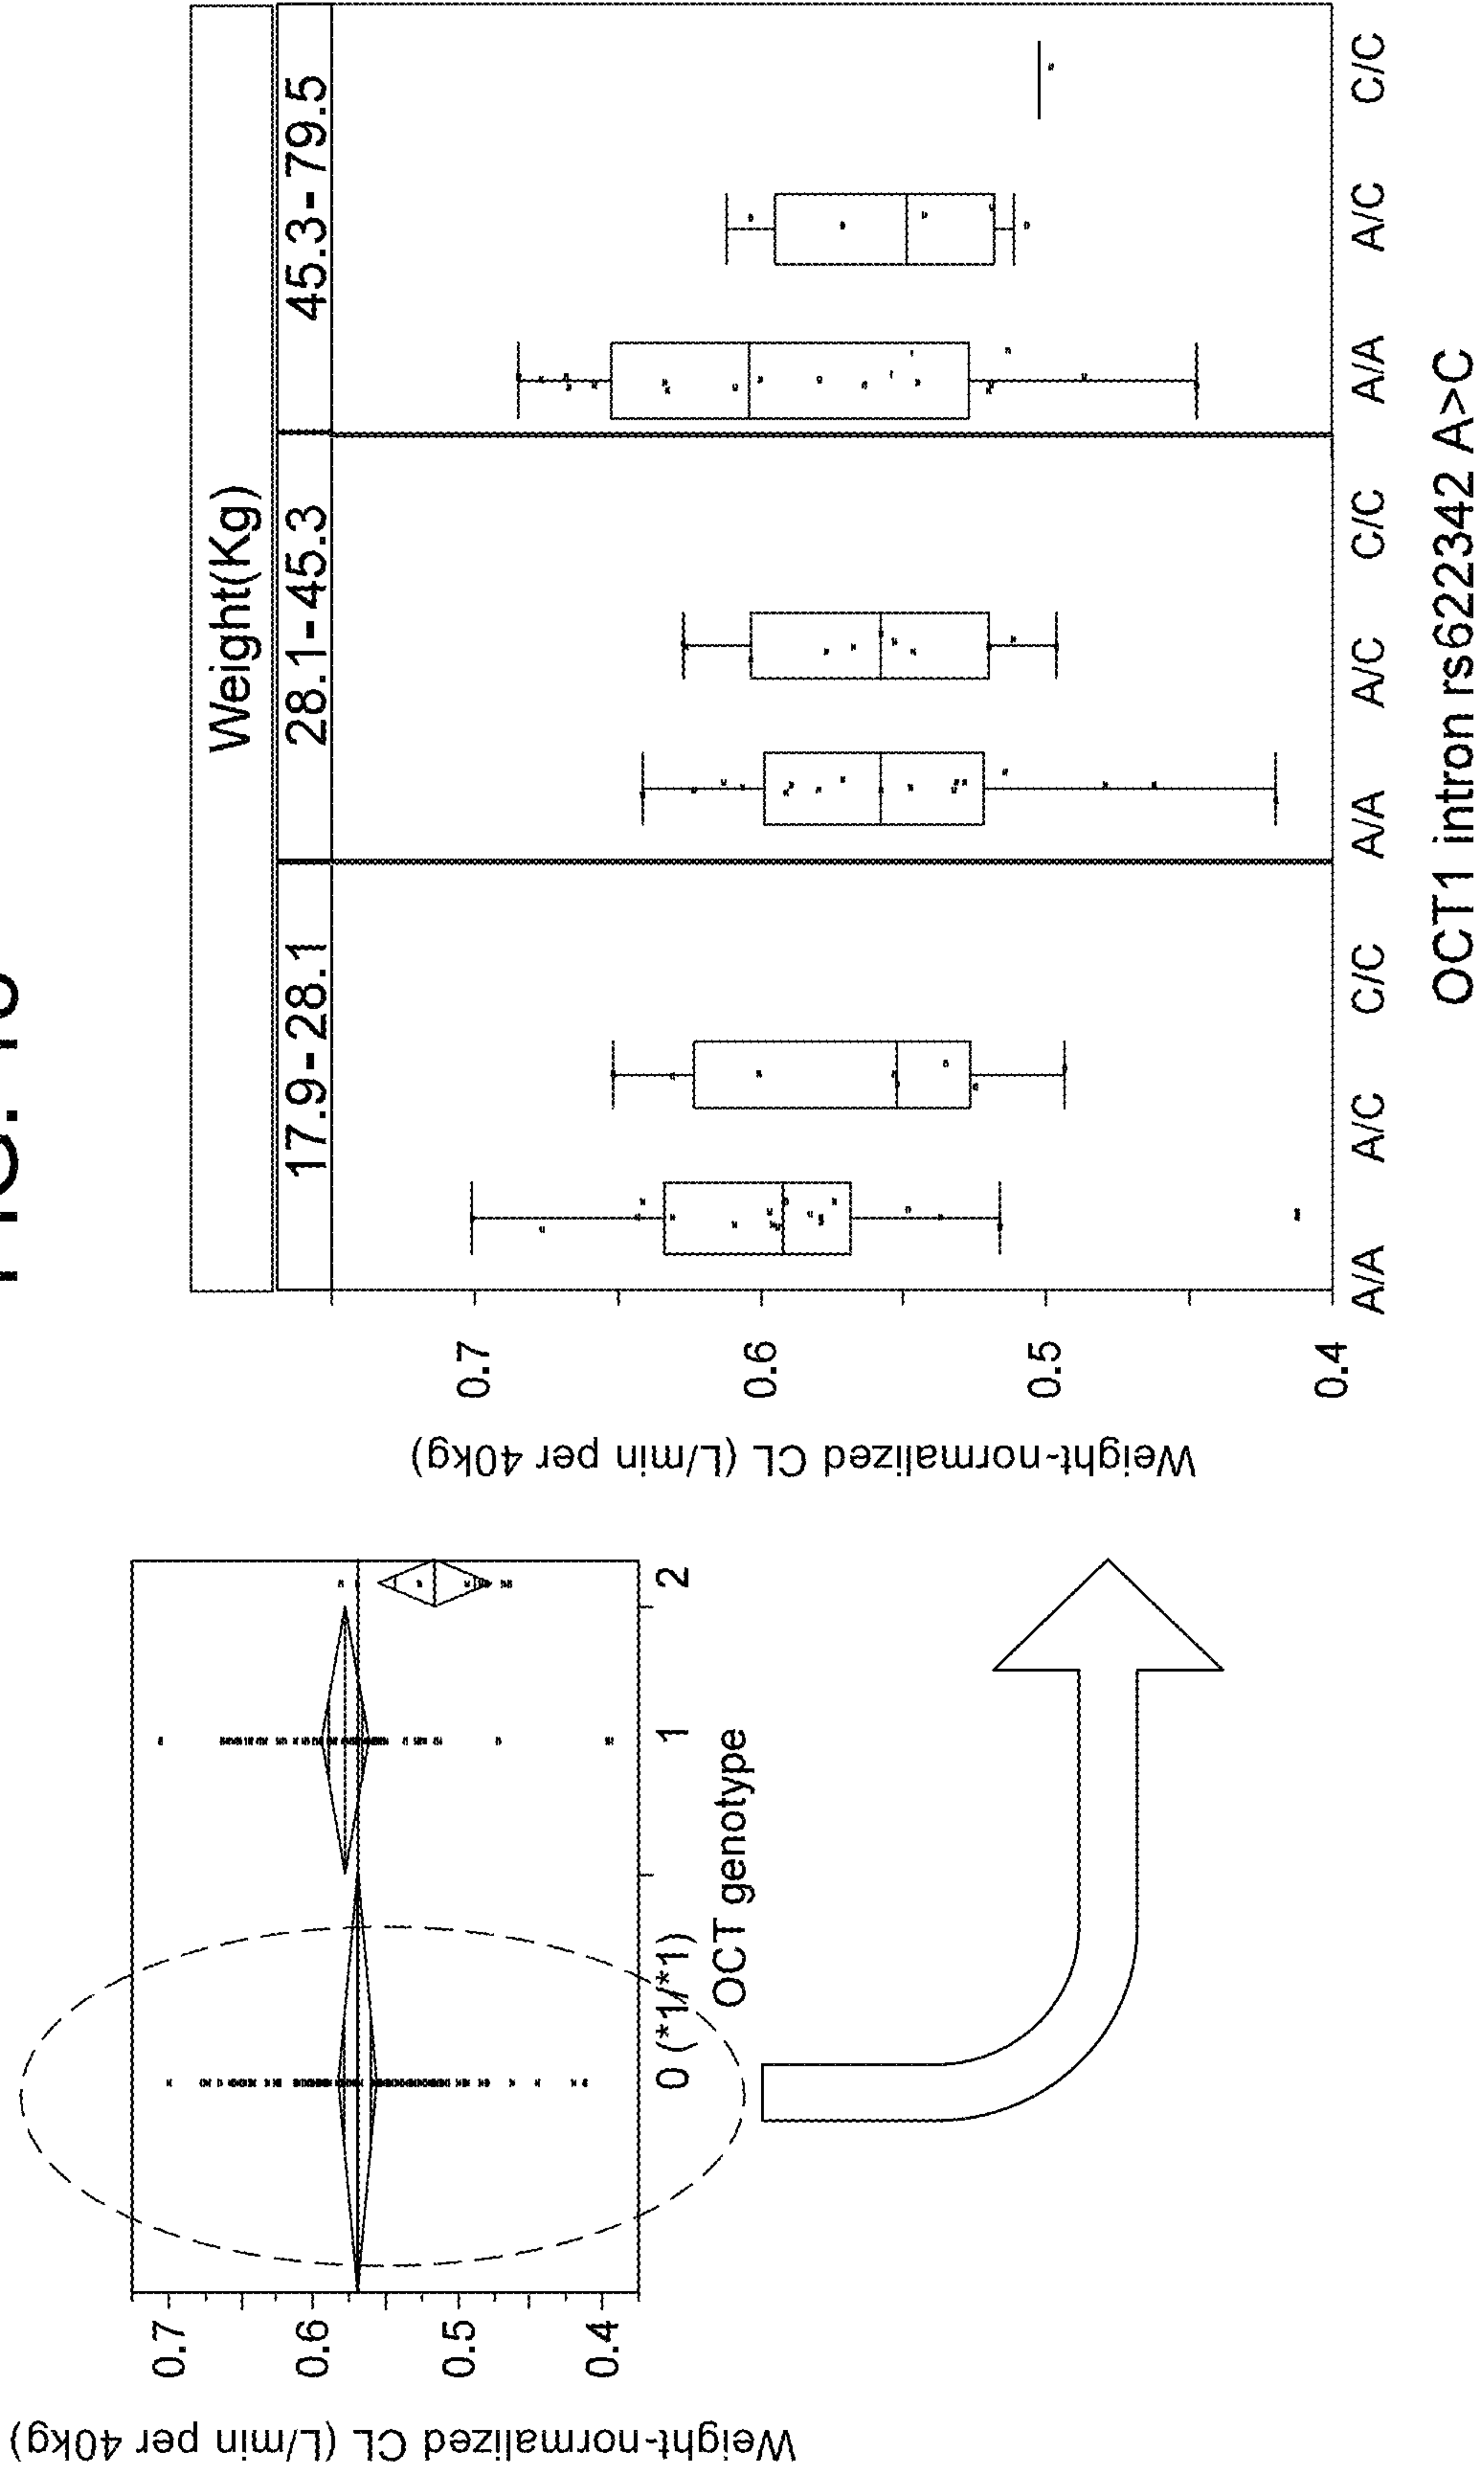 FIG.
Weight-normalized CL (L/min per 40kg)
0.7
0.6
0.5
0.4
0 (*1/*1) 1 2
OCT genotype
Weight(Kg)
17.9-28.1 28.1-45.3 45.3-79.5
Weight-normalized CL (L/min per 40kg)
0.7
0.6
0.5
0.4
A/A A/C C/C A/A A/C C/C A/A A/C C/C
OCT1 intron rs622342 A>C